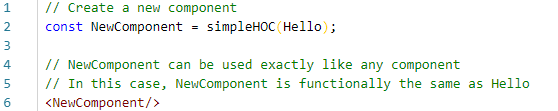 1 // Create a new component
2 const NewComponent = simpleHOC(Hello);
3
4 // NewComponent can be used exactly like any component
5 // In this case, NewComponent is functionally the same as Hello
6 <NewComponent/>